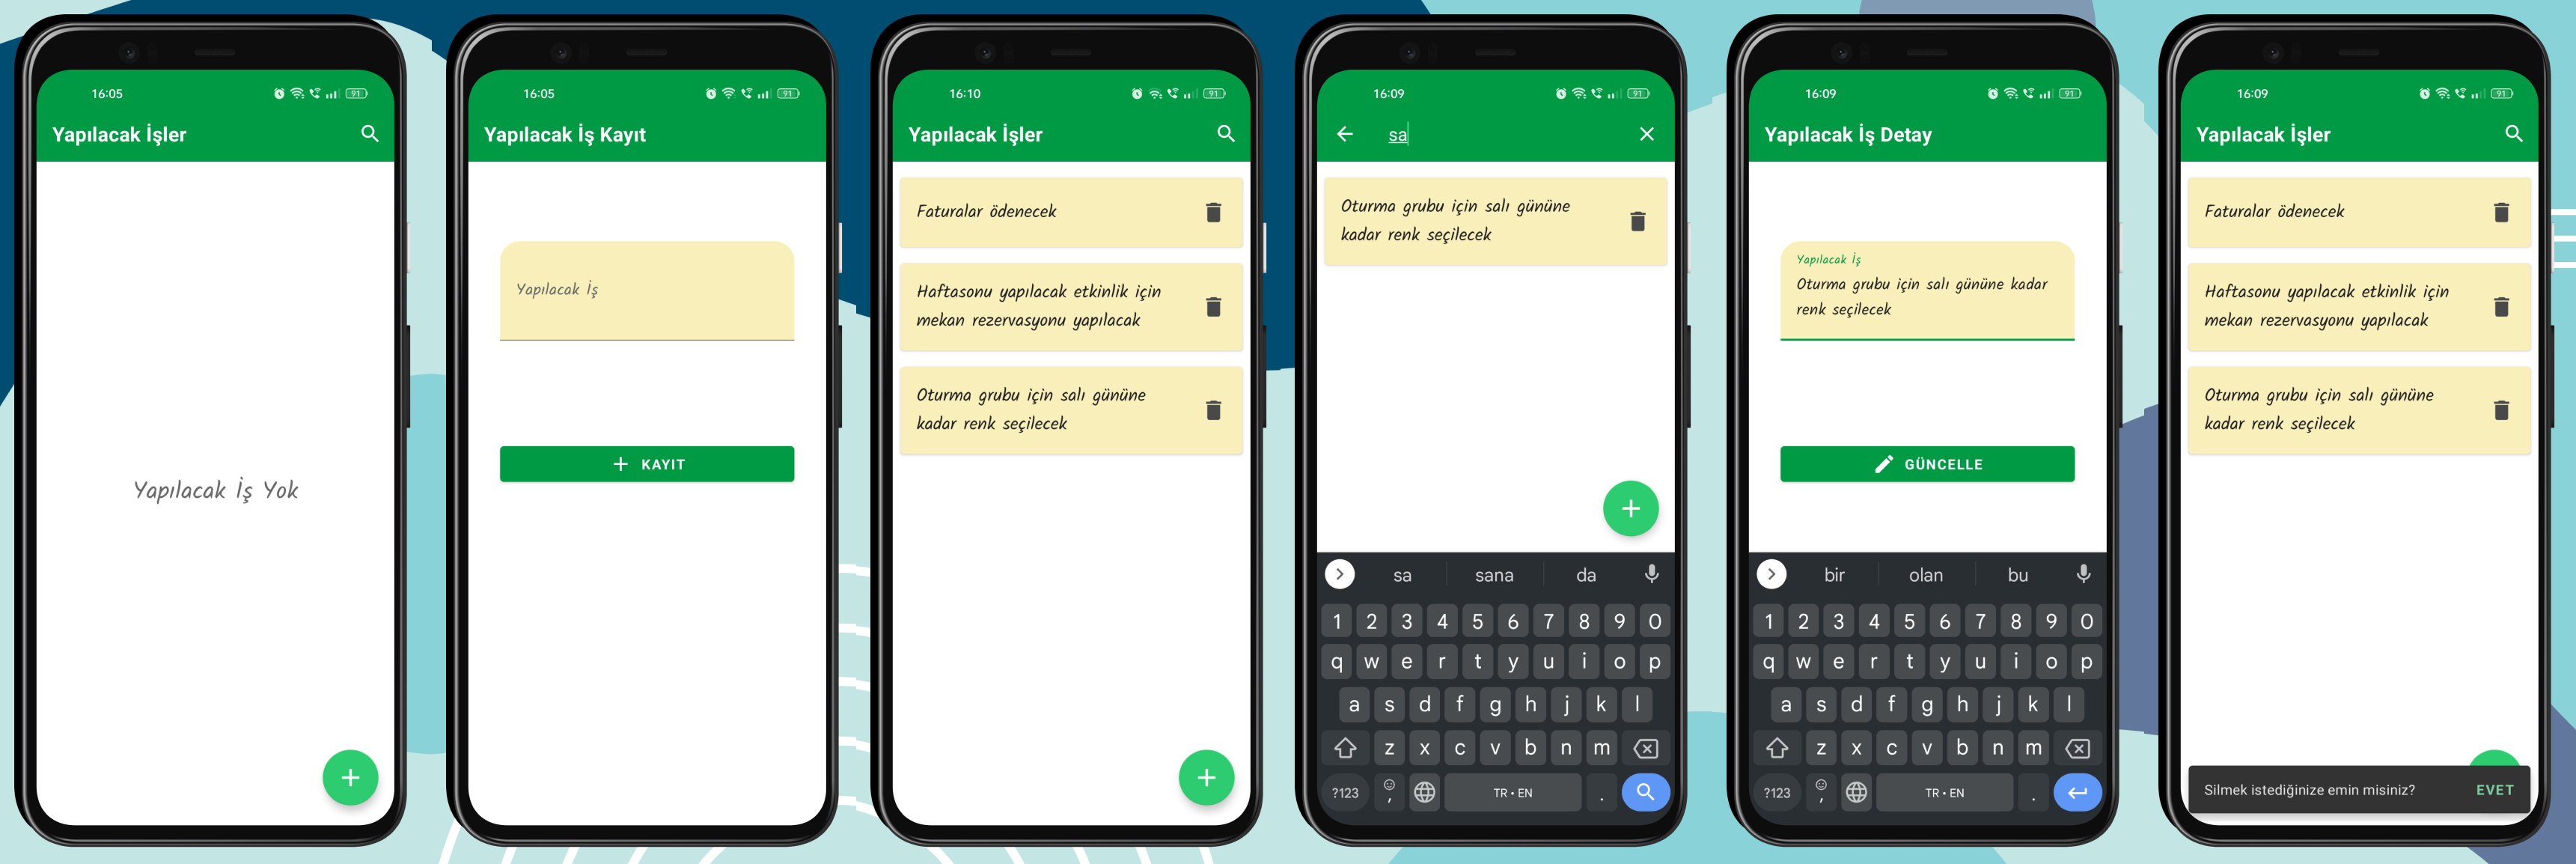 16:05
91
Yapılacak İşler
Yapılacak İş Yok
16:05
91
Yapılacak İş Kayıt
Yapılacak İş
KAYIT
16:10
91
Yapılacak İşler
Faturalar ödenecek
Haftasonu yapılacak etkinlik için
mekan rezervasyonu yapılacak
Oturma grubu için salı gününe
kadar renk seçilecek
16:09
91
sa
Oturma grubu için salı gününe
kadar renk seçilecek
sa sana da
1 2 3 4 5 6 7 8 9 0
q w e r t y u i o p
a s d f g h j k l
z x c v b n m
?123 , TR • EN .
16:09
91
Yapılacak İş Detay
Yapılacak İş
Oturma grubu için salı gününe kadar
renk seçilecek
GÜNCELLE
bir olan bu
1 2 3 4 5 6 7 8 9 0
q w e r t y u i o p
a s d f g h j k l
z x c v b n m
?123 , TR • EN .
16:09
91
Yapılacak İşler
Faturalar ödenecek
Haftasonu yapılacak etkinlik için
mekan rezervasyonu yapılacak
Oturma grubu için salı gününe
kadar renk seçilecek
Silmek istediğinize emin misiniz? EVET